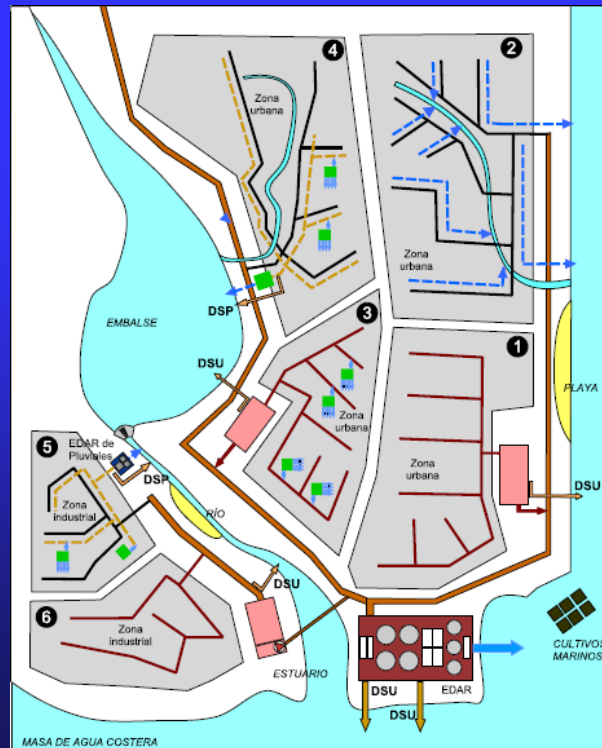 4
2
Zona
urbana
Zona
urbana
DSP
EMBALSE
3
DSU
1
PLAYA
Zona
urbana
5
EDAR de
Pluviales
Zona
urbana
DSP
DSU
Zona
industrial
RÍO
DSU
6
Zona
industrial
CULTIVOS
MARINOS
ESTUARIO
DSU
EDAR
DSU
MASA DE AGUA COSTERA